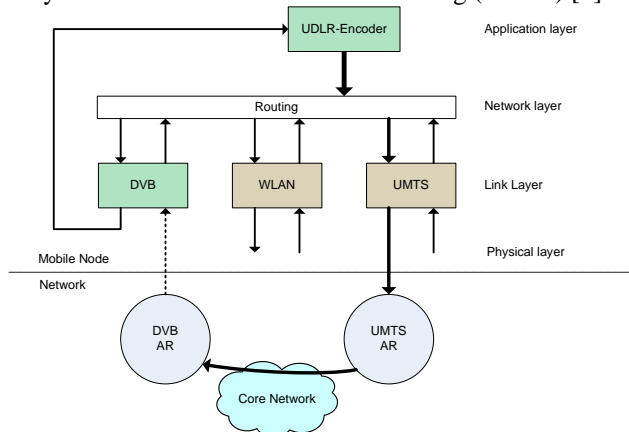 UDLR-Encoder
Application layer
Routing
Network layer
DVB
WLAN
UMTS
Link Layer
Physical layer
Mobile Node
Network
DVB
AR
UMTS
AR
Core Network